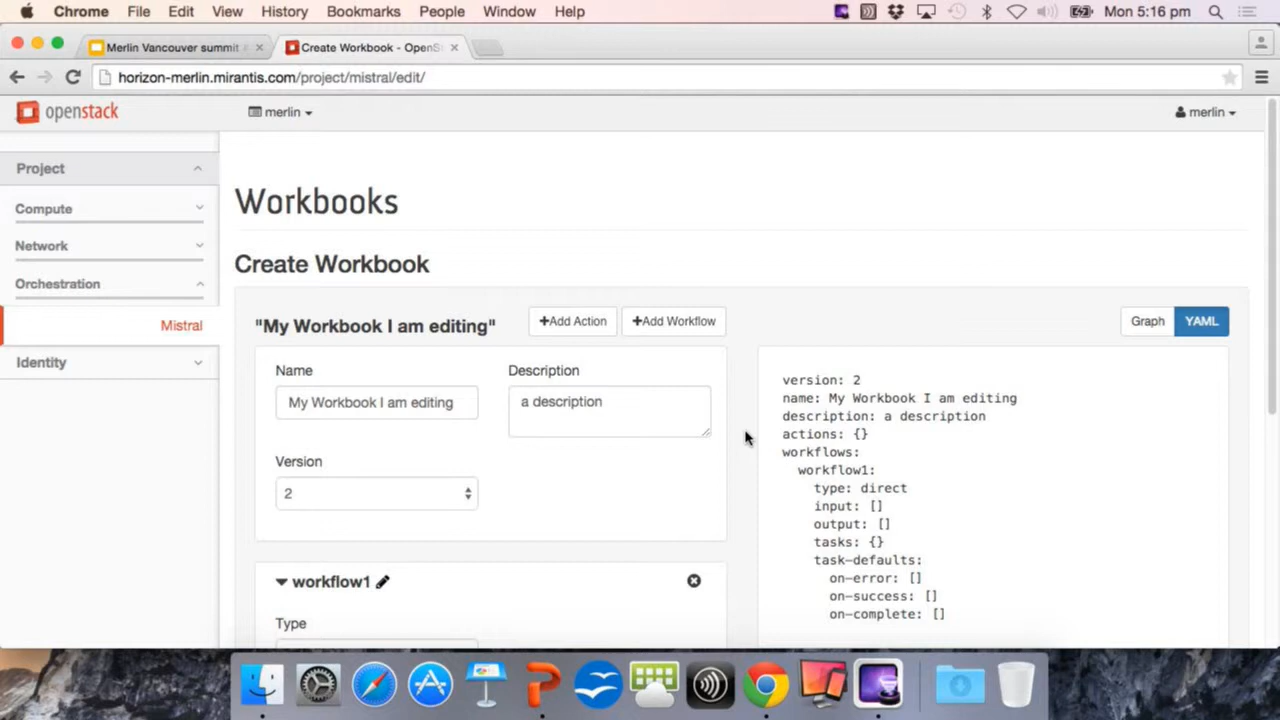 Chrome File Edit View History Bookmarks People Window Help Mon 5:16 pm
Merlin Vancouver summit
Create Workbook - OpenSt
horizon-merlin.mirantis.com/project/mistral/edit/
openstack merlin merlin
Project
Compute
Network
Orchestration
Mistral
Identity
Workbooks
Create Workbook
"My Workbook I am editing" +Add Action +Add Workflow Graph YAML
Name Description
My Workbook I am editing a description
Version
2
workflow1
Type
version: 2
name: My Workbook I am editing
description: a description
actions: {}
workflows:
workflow1:
type: direct
input: []
output: []
tasks: {}
task-defaults:
on-error: []
on-success: []
on-complete: []